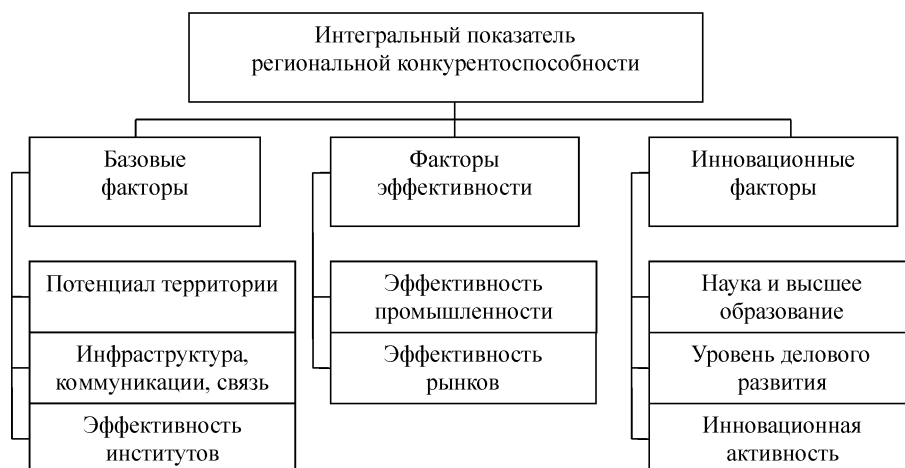 Интегральный показатель
региональной конкурентоспособности
Базовые
факторы
Потенциал территории
Инфраструктура,
коммуникации, связь
Эффективность
институтов
Факторы
эффективности
Эффективность
промышленности
Эффективность
рынков
Инновационные
факторы
Наука и высшее
образование
Уровень делового
развития
Инновационная
активность